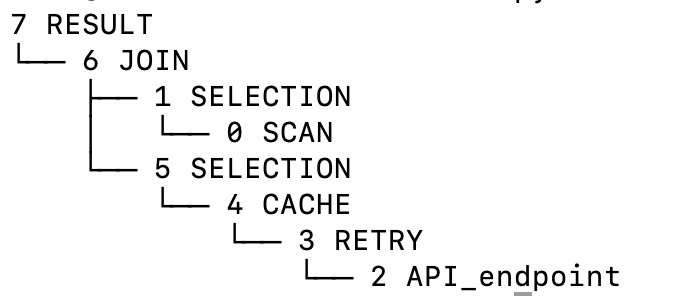 7 RESULT
└── 6 JOIN
    ├── 1 SELECTION
    │   └── 0 SCAN
    └── 5 SELECTION
        └── 4 CACHE
            └── 3 RETRY
                └── 2 API_endpoint